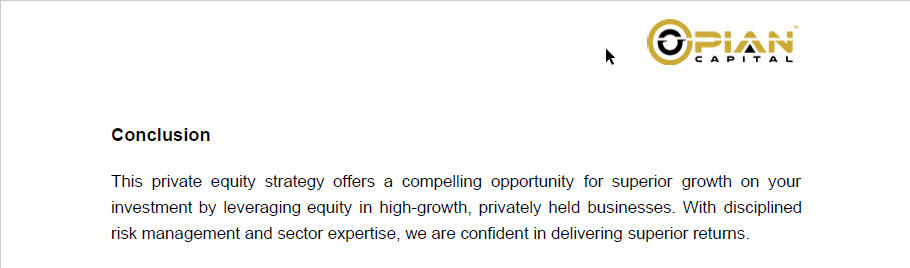 OPIAN™
CAPITAL
Conclusion
This private equity strategy offers a compelling opportunity for superior growth on your
investment by leveraging equity in high-growth, privately held businesses. With disciplined
risk management and sector expertise, we are confident in delivering superior returns.